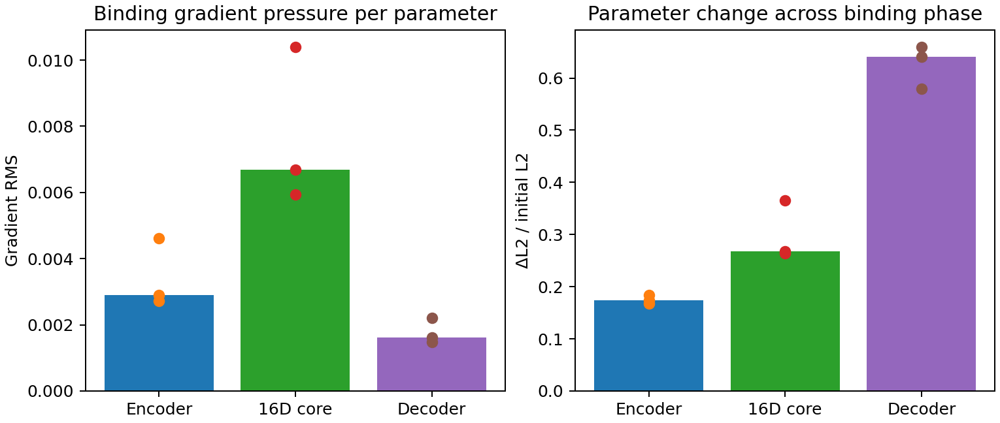 Binding gradient pressure per parameter
Gradient RMS
0.010
0.008
0.006
0.004
0.002
0.000
Encoder
16D core
Decoder
Parameter change across binding phase
ΔL2 / initial L2
0.6
0.5
0.4
0.3
0.2
0.1
0.0
Encoder
16D core
Decoder